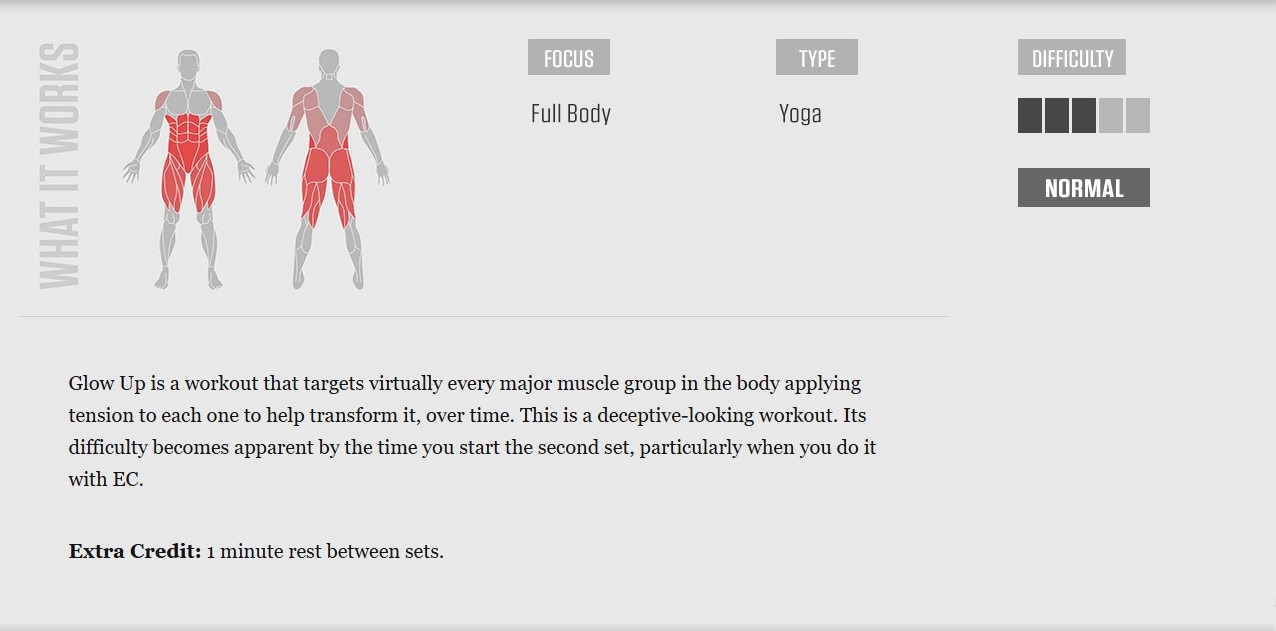 WHAT IT WORKS
FOCUS
Full Body
TYPE
Yoga
DIFFICULTY
NORMAL
Glow Up is a workout that targets virtually every major muscle group in the body applying
tension to each one to help transform it, over time. This is a deceptive-looking workout. Its
difficulty becomes apparent by the time you start the second set, particularly when you do it
with EC.
Extra Credit: 1 minute rest between sets.